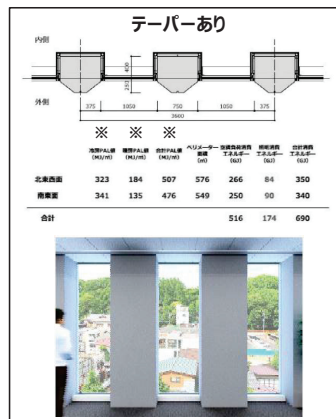 テーパーあり
内側
400
295
外側
375 1050 750 1050 375
3600
※ ※ ※
冷房PAL値 暖房PAL値 合計PAL値 ペリメーター 空調負荷消費 照明消費 合計消費
(MJ/㎡) (MJ/㎡) (MJ/㎡) 面積 エネルギー エネルギー エネルギー
(㎡) (GJ) (GJ) (GJ)
北東西面 323 184 507 576 266 84 350
南東面 341 135 476 549 250 90 340
合計 516 174 690